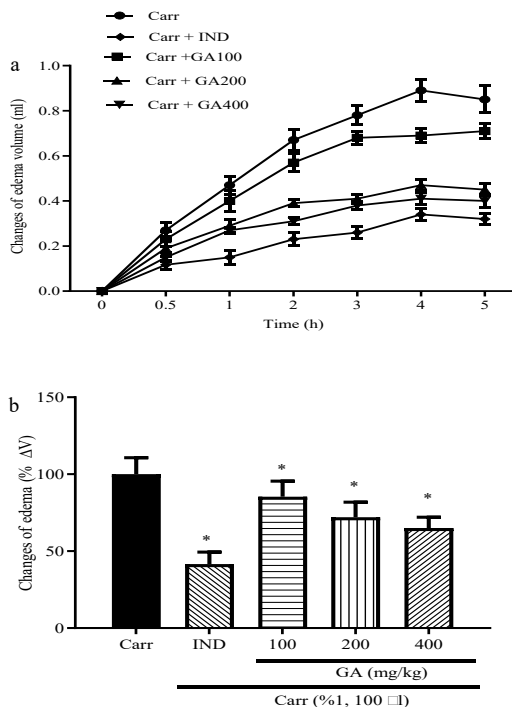 Carr
Carr + IND
Carr +GA100
Carr + GA200
Carr + GA400
a
1.0
0.8
0.6
0.4
0.2
0.0
Changes of edema volume (ml)
0 0.5 1 2 3 4 5
Time (h)
b
150
100
50
0
Changes of edema (% ΔV)
* * * *
Carr IND 100 200 400
GA (mg/kg)
Carr (%1, 100 □l)